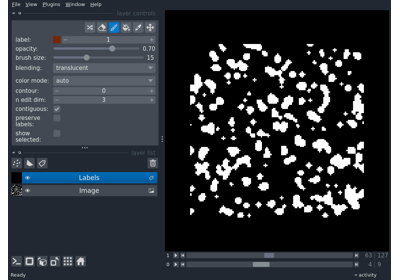 File View Plugins Window Help
layer controls
label: 1
opacity: 0.70
brush size: 15
blending: translucent
color mode: auto
contour: 0
n edit dim: 3
contiguous:
preserve labels:
show selected:
layer list
Labels
Image
1 63 127
0 4 9
Ready
activity